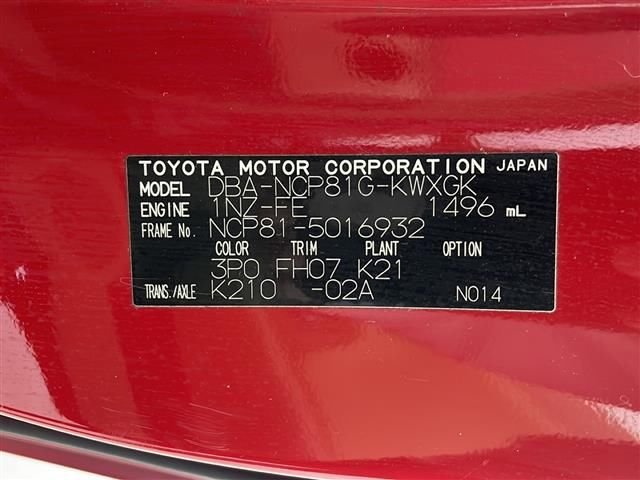 TOYOTA MOTOR CORPORATION JAPAN
MODEL DBA-NCP81G-KWXGK
ENGINE 1NZ-FE 1496 mL
FRAME No. NCP81-5016932
COLOR TRIM PLANT OPTION
3P0 FH07 K21
TRANS./AXLE K210 -02A N014